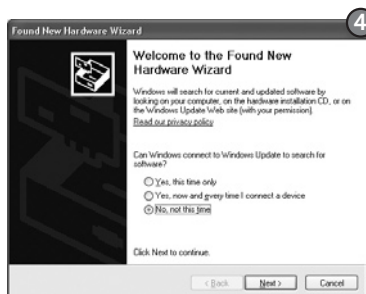 4
Found New Hardware Wizard
Welcome to the Found New
Hardware Wizard
Windows will search for current and updated software by
looking on your computer, on the hardware installation CD, or on
the Windows Update Web site (with your permission).
Read our privacy policy
Can Windows connect to Windows Update to search for
software?
Yes, this time only
Yes, now and every time I connect a device
No, not this time
Click Next to continue.
< Back
Next >
Cancel